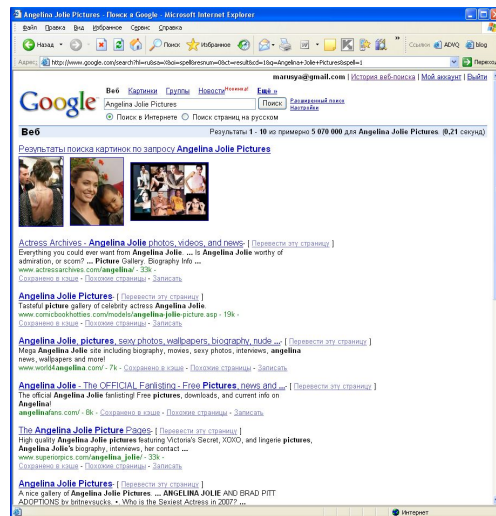 Angelina Jolie Pictures - Поиск в Google - Microsoft Internet Explorer
Файл Правка Вид Избранное Сервис Справка
Назад Поиск Избранное Ссылки ADVQ blog
Адрес: http://www.google.com/search?hl=ru&sa=X&oi=spell&resnum=0&ct=result&cd=1&q=Angelina+Jolie+Pictures&spell=1 Переход
marusya@gmail.com | История веб-поиска | Мой аккаунт | Выйти
Google
Веб Картинки Группы Новости Новинка! Ещё »
Angelina Jolie Pictures Поиск Расширенный поиск
Настройки
Поиск в Интернете Поиск страниц на русском
Веб Результаты 1 - 10 из примерно 5 070 000 для Angelina Jolie Pictures. (0,21 секунд)
Результаты поиска картинок по запросу Angelina Jolie Pictures
Actress Archives - Angelina Jolie photos, videos, and news- [ Перевести эту страницу ]
Everything you could ever want from Angelina Jolie. ... Is Angelina Jolie worthy of
admiration, or scorn? ... Picture Gallery. Biography Info ...
www.actressarchives.com/angelina/ - 33k -
Сохранено в кэше - Похожие страницы - Записать
Angelina Jolie Pictures- [ Перевести эту страницу ]
Tasteful picture gallery of celebrity actress Angelina Jolie.
www.comicbookhotties.com/models/angelina-jolie-picture.asp - 19k -
Сохранено в кэше - Похожие страницы - Записать
Angelina Jolie, pictures, sexy photos, wallpapers, biography, nude ...- [ Перевести эту страницу ]
Mega Angelina Jolie site including biography, movies, sexy photos, interviews, angelina
news, wallpapers and more!
www.world4angelina.com/ - 7k - Сохранено в кэше - Похожие страницы - Записать
Angelina Jolie - The OFFICIAL Fanlisting - Free Pictures, news and ...- [ Перевести эту страницу ]
The official Angelina Jolie fanlisting! Free pictures, downloads, and current info on
Angelina!
angelinafans.com/ - 8k - Сохранено в кэше - Похожие страницы - Записать
The Angelina Jolie Picture Pages- [ Перевести эту страницу ]
High quality Angelina Jolie pictures featuring Victoria's Secret, XOXO, and lingerie pictures,
Angelina Jolie's biography, interviews, her contact ...
www.superiorpics.com/angelina_jolie/ - 33k -
Сохранено в кэше - Похожие страницы - Записать
Angelina Jolie Pictures- [ Перевести эту страницу ]
A nice gallery of Angelina Jolie Pictures. ... ANGELINA JOLIE AND BRAD PITT
ADOPTIONS by britneysucks. • Who is the Sexiest Actress in 2007? ...
Интернет